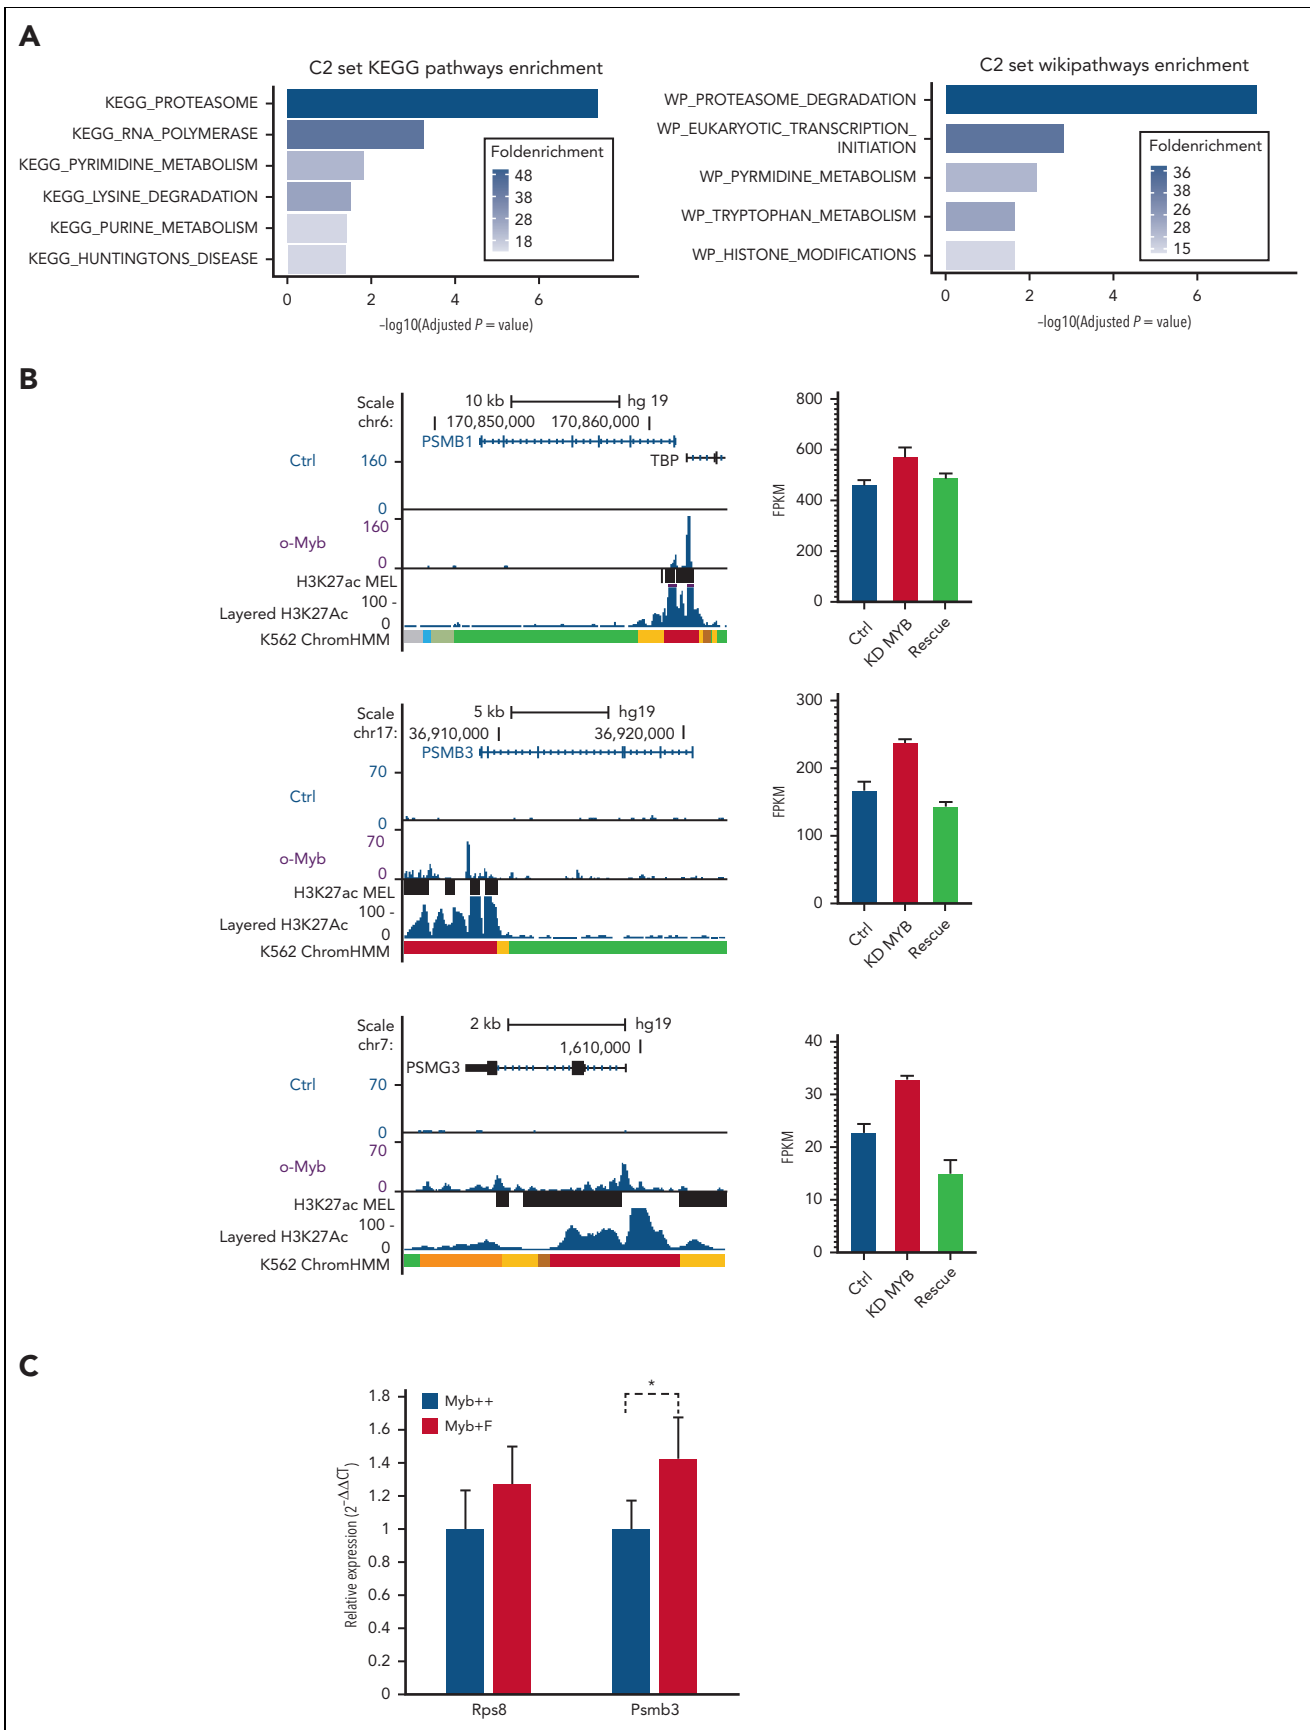 A
C2 set KEGG pathways enrichment
KEGG_PROTEASOME
KEGG_RNA_POLYMERASE
KEGG_PYRIMIDINE_METABOLISM
KEGG_LYSINE_DEGRADATION
KEGG_PURINE_METABOLISM
KEGG_HUNTINGTONS_DISEASE
Foldenrichment
48
38
28
18
0 2 4 6
–log10(Adjusted P = value)
C2 set wikipathways enrichment
WP_PROTEASOME_DEGRADATION
WP_EUKARYOTIC_TRANSCRIPTION_
INITIATION
WP_PYRMIDINE_METABOLISM
WP_TRYPTOPHAN_METABOLISM
WP_HISTONE_MODIFICATIONS
Foldenrichment
36
38
26
28
15
0 2 4 6
–log10(Adjusted P = value)
B
Scale 10 kb hg 19
chr6: 170,850,000 170,860,000
PSMB1
TBP
Ctrl 160
0
o-Myb 160
0
H3K27ac MEL
Layered H3K27Ac 100 -
0
K562 ChromHMM
FPKM
800
600
400
200
0
Ctrl KD MYB Rescue
Scale 5 kb hg19
chr17: 36,910,000 36,920,000
PSMB3
70
Ctrl
0
70
o-Myb
0
H3K27ac MEL
Layered H3K27Ac 100 -
0
K562 ChromHMM
FPKM
300
200
100
0
Ctrl KD MYB Rescue
Scale 2 kb hg19
chr7: 1,610,000
PSMG3
Ctrl 70
0
70
o-Myb
0
H3K27ac MEL
Layered H3K27Ac 100 -
0
K562 ChromHMM
FPKM
40
30
20
10
0
Ctrl KD MYB Rescue
C
Relative expression (2⁻ΔΔCT)
1.8
1.6
1.4
1.2
1
0.8
0.6
0.4
0.2
0
Myb++
Myb+F
*
Rps8 Psmb3